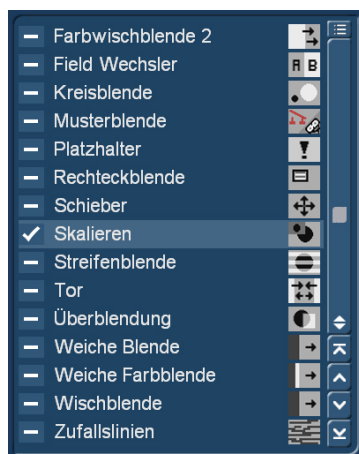 Farbwischblende 2
Field Wechsler
A B
Kreisblende
Musterblende
Platzhalter
Rechteckblende
Schieber
Skalieren
Streifenblende
Tor
Überblendung
Weiche Blende
Weiche Farbblende
Wischblende
Zufallslinien